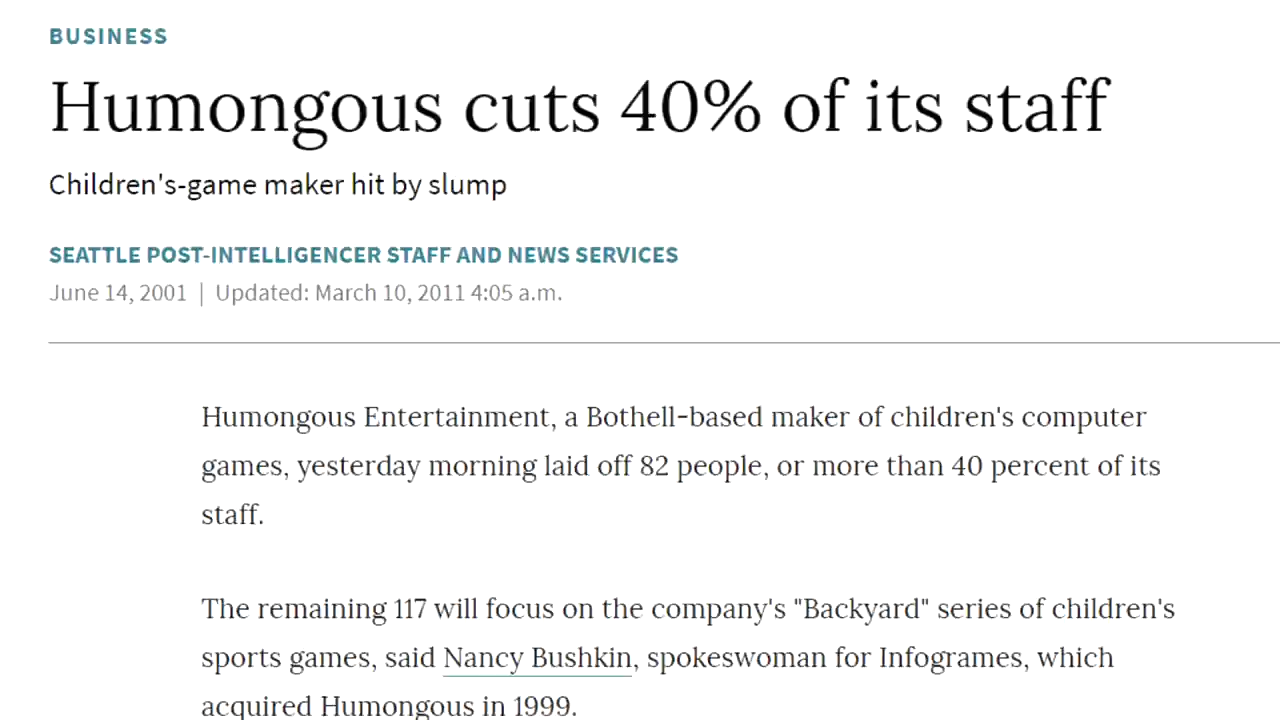 BUSINESS
Humongous cuts 40% of its staff
Children's-game maker hit by slump
SEATTLE POST-INTELLIGENCER STAFF AND NEWS SERVICES
June 14, 2001 | Updated: March 10, 2011 4:05 a.m.
Humongous Entertainment, a Bothell-based maker of children's computer
games, yesterday morning laid off 82 people, or more than 40 percent of its
staff.
The remaining 117 will focus on the company's "Backyard" series of children's
sports games, said Nancy Bushkin, spokeswoman for Infogrames, which
acquired Humongous in 1999.